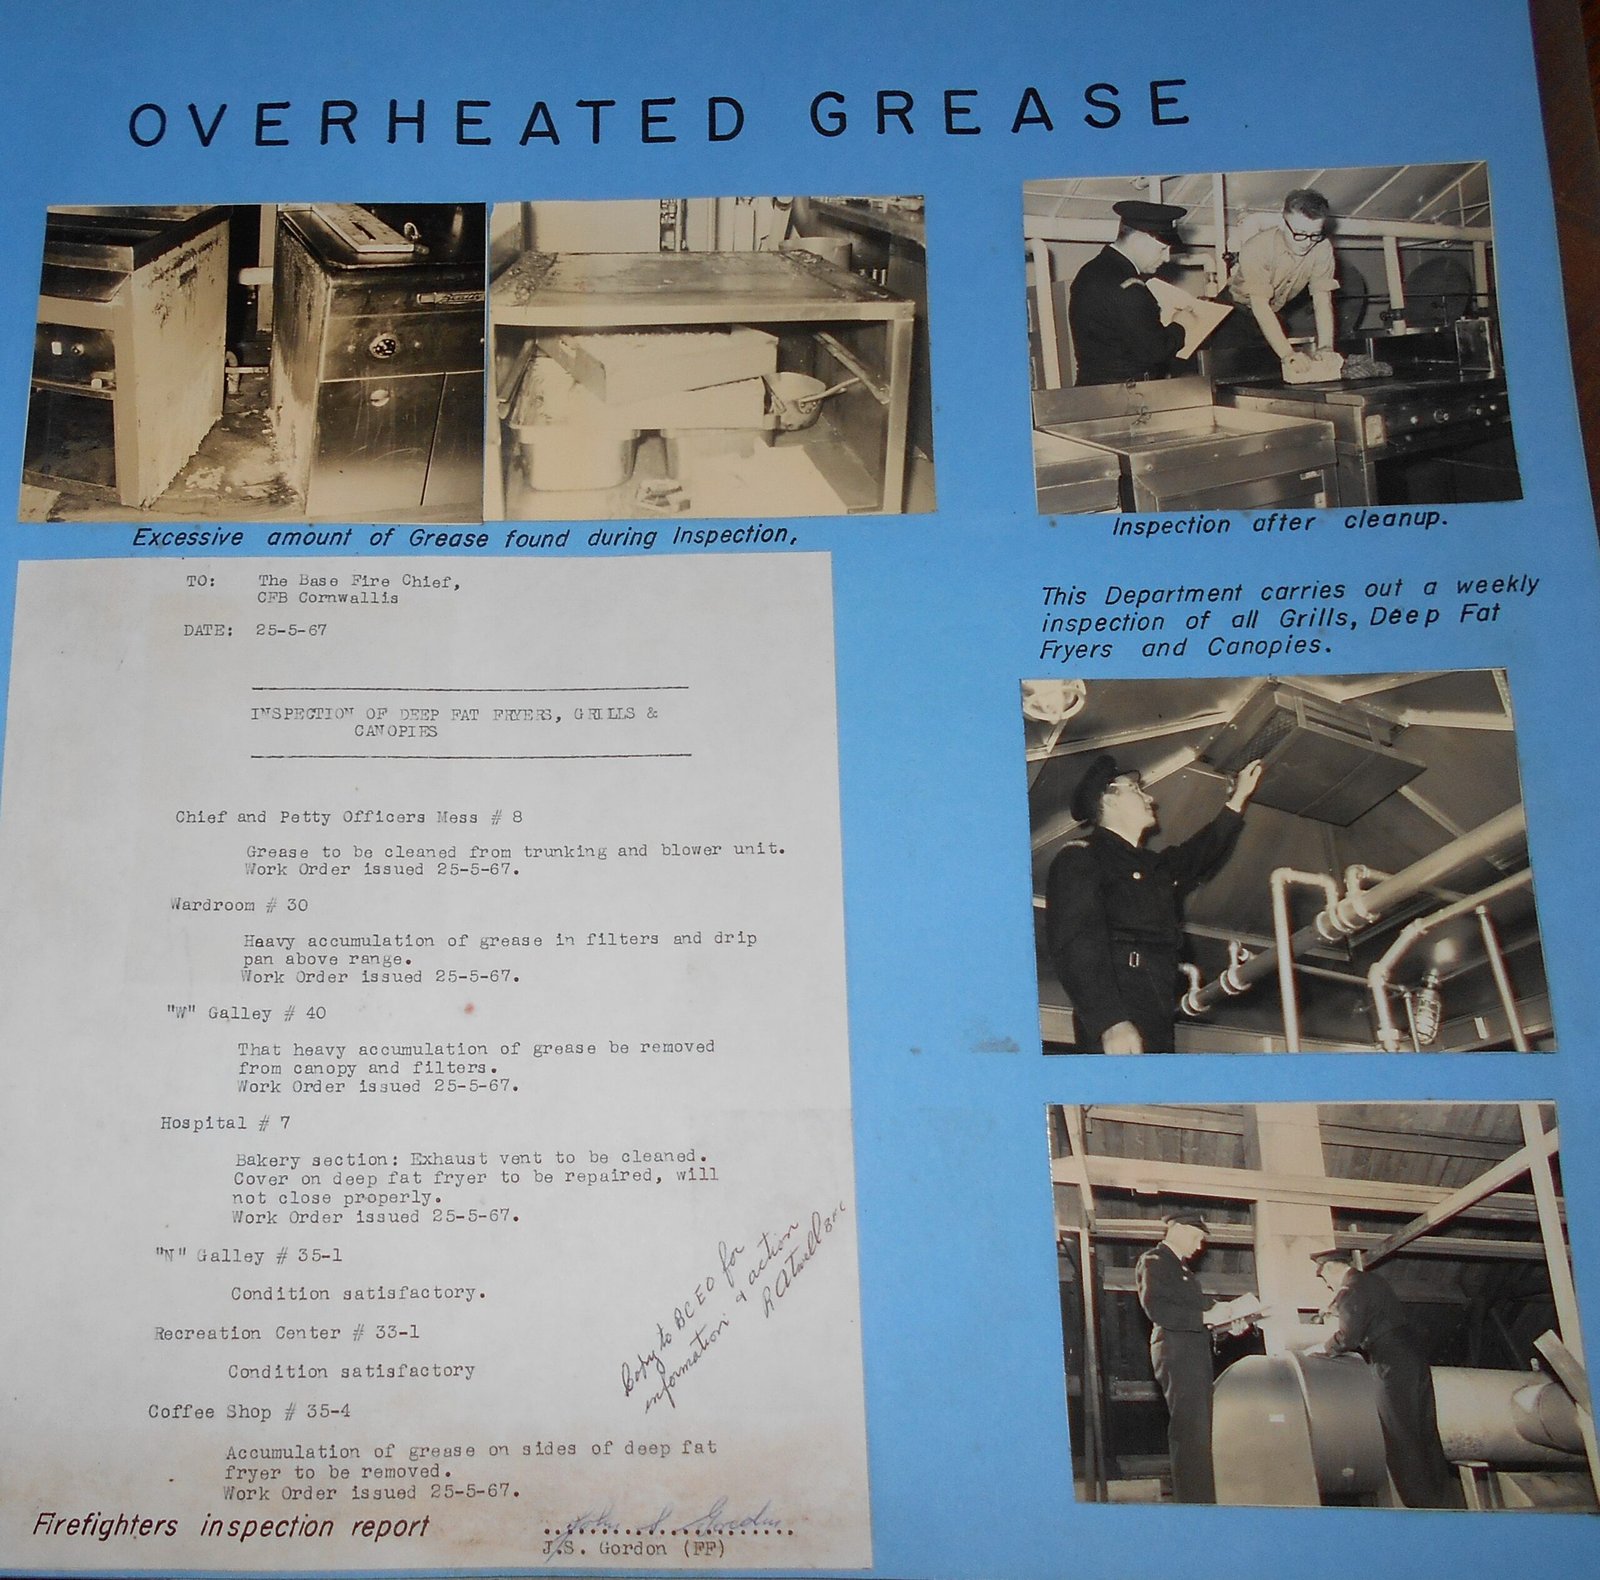 OVERHEATED GREASE
Excessive amount of Grease found during Inspection,
Inspection after cleanup.
This Department carries out a weekly
inspection of all Grills, Deep Fat
Fryers and Canopies.
TO: The Base Fire Chief,
CFB Cornwallis
DATE: 25-5-67
INSPECTION OF DEEP FAT FRYERS, GRILLS &
CANOPIES
Chief and Petty Officers Mess # 8
Grease to be cleaned from trunking and blower unit.
Work Order issued 25-5-67.
Wardroom # 30
Haavy accumulation of grease in filters and drip
pan above range.
Work Order issued 25-5-67.
"W" Galley # 40
That heavy accumulation of grease be removed
from canopy and filters.
Work Order issued 25-5-67.
Hospital # 7
Bakery section: Exhaust vent to be cleaned.
Cover on deep fat fryer to be repaired, will
not close properly.
Work Order issued 25-5-67.
"N" Galley # 35-1
Condition satisfactory.
Recreation Center # 33-1
Condition satisfactory
Coffee Shop # 35-4
Accumulation of grease on sides of deep fat
fryer to be removed.
Work Order issued 25-5-67.
Copy to BCEO for
information & action
R Atwell BFC
Firefighters inspection report
John S Gordon
J.S. Gordon (FF)